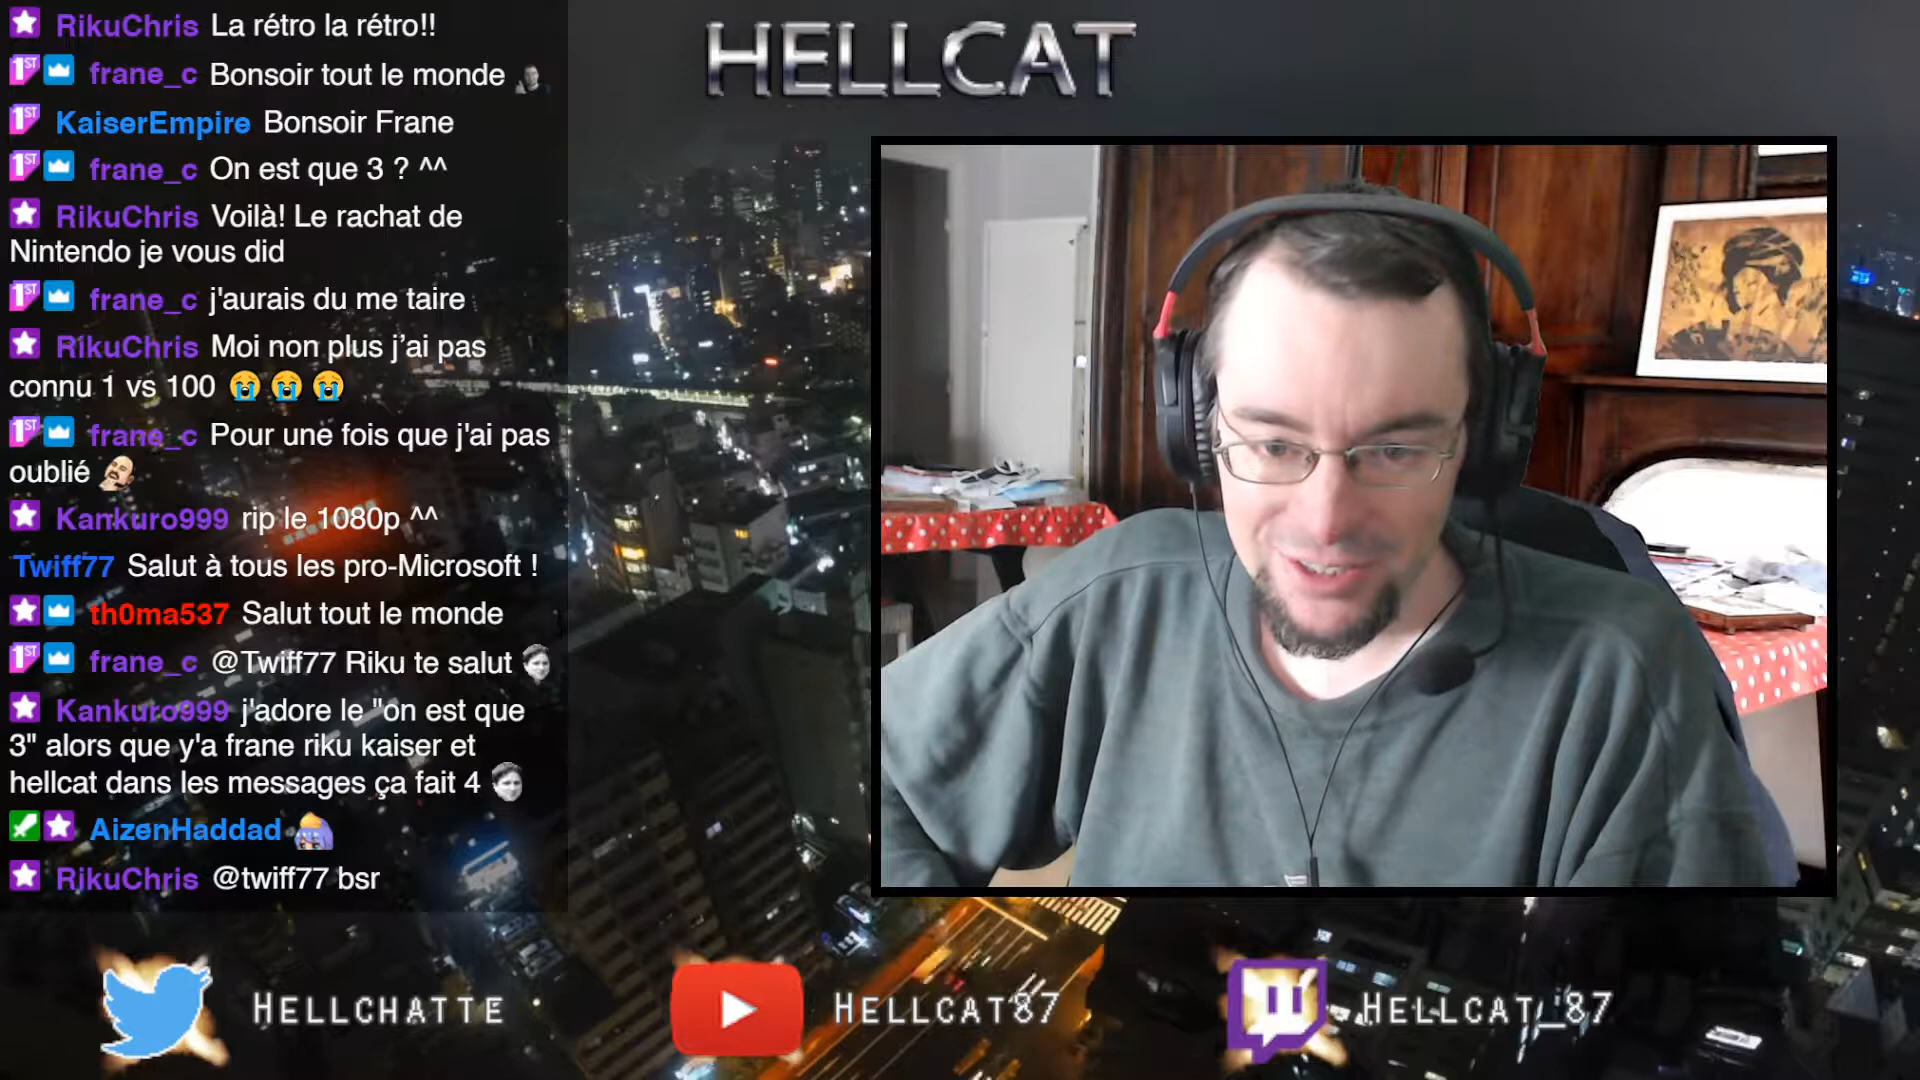 RikuChris La rétro la rétro!!
frane_c Bonsoir tout le monde
KaiserEmpire Bonsoir Frane
frane_c On est que 3 ? ^^
RikuChris Voilà! Le rachat de
Nintendo je vous did
frane_c j'aurais du me taire
RikuChris Moi non plus j'ai pas
connu 1 vs 100 😭 😭 😭
frane_c Pour une fois que j'ai pas
oublié
Kankuro999 rip le 1080p ^^
Twiff77 Salut à tous les pro-Microsoft !
th0ma537 Salut tout le monde
frane_c @Twiff77 Riku te salut
Kankuro999 j'adore le "on est que
3" alors que y'a frane riku kaiser et
hellcat dans les messages ça fait 4
AizenHaddad
RikuChris @twiff77 bsr
HELLCAT
HELLCHATTE
HELLCAT87
HELLCAT_87